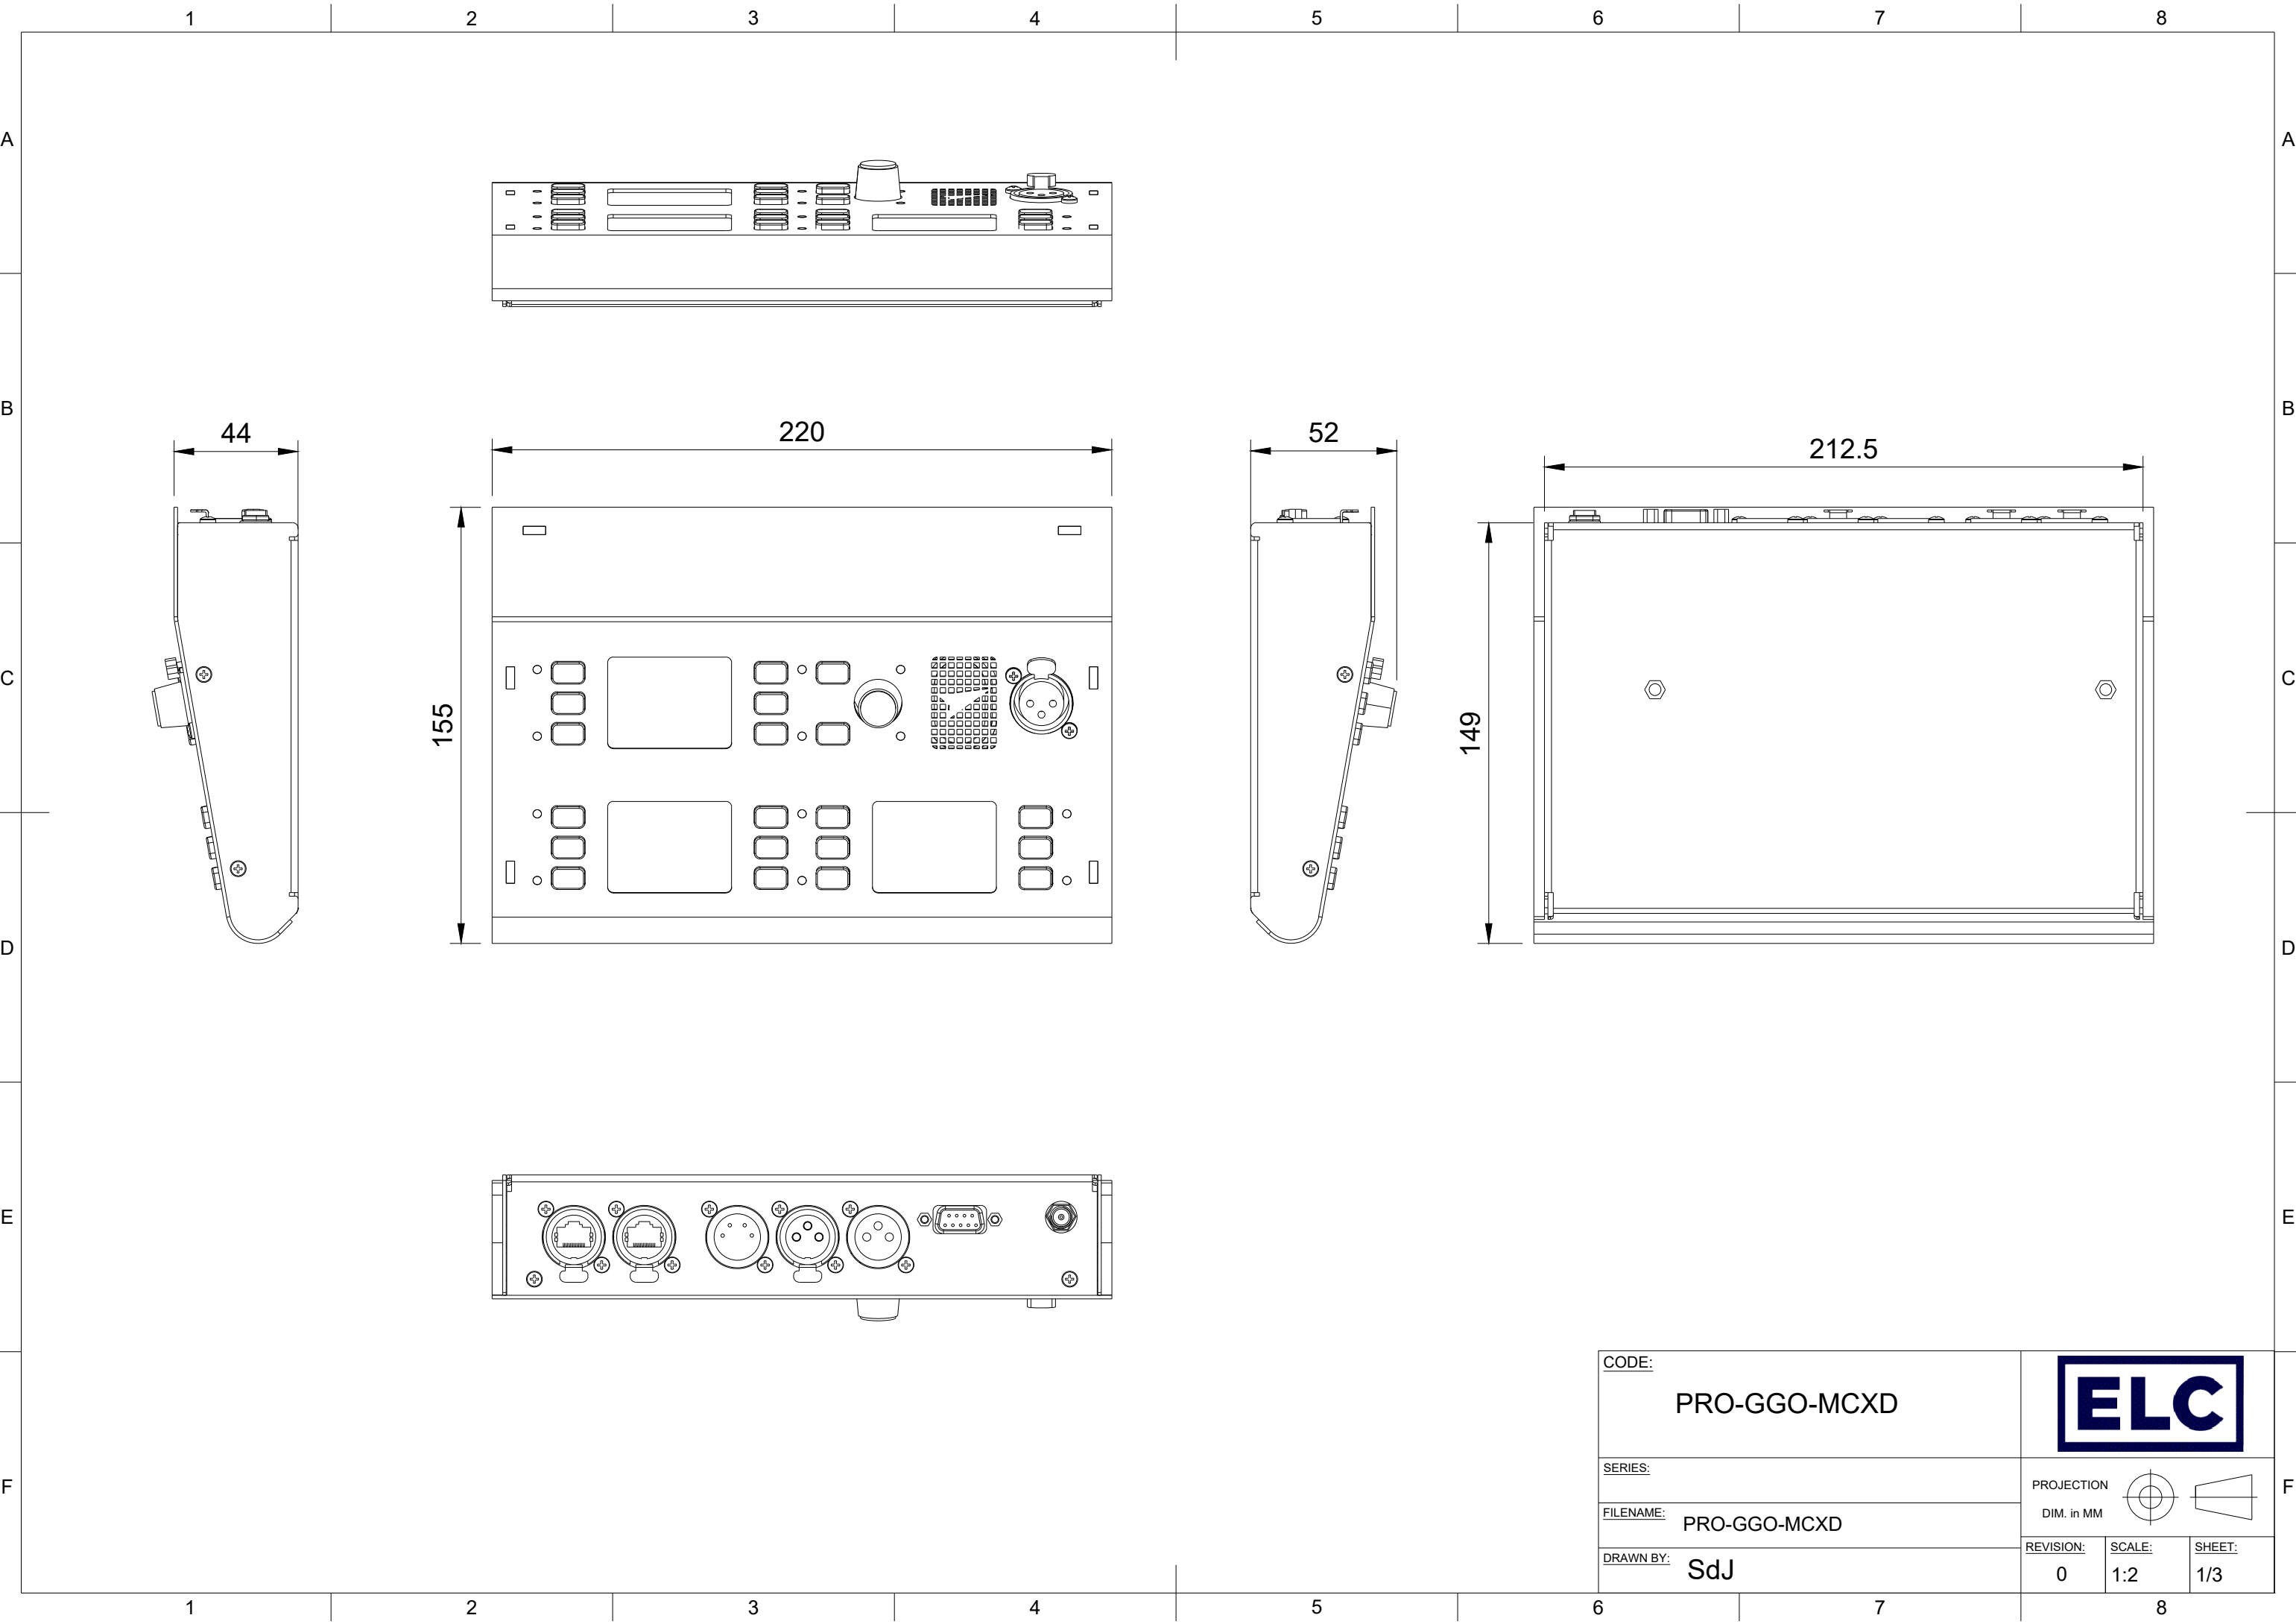 1 2 3 4 5 6 7 8
A A
44 220 52 212.5
B B
C C
155 149
D D
E E
CODE:
PRO-GGO-MCXD
ELC
SERIES:
PROJECTION
DIM. in MM
F F
FILENAME: PRO-GGO-MCXD
DRAWN BY: SdJ
REVISION: SCALE: SHEET:
0 1:2 1/3
1 2 3 4 5 6 7 8